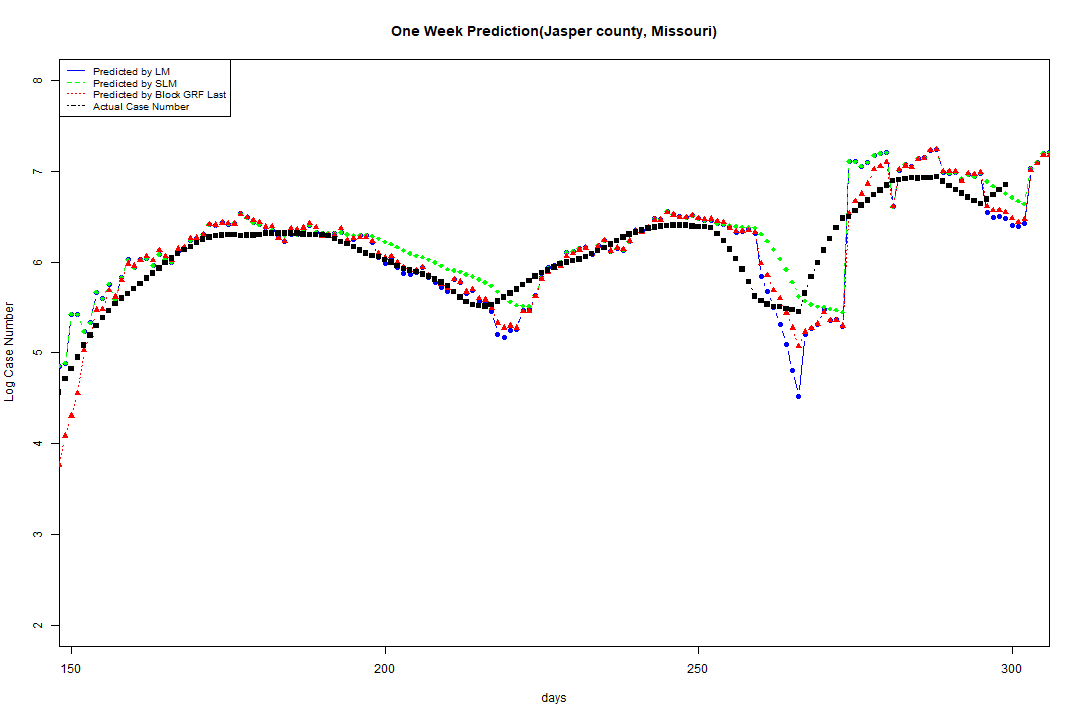 One Week Prediction(Jasper county, Missouri)
Predicted by LM
Predicted by SLM
Predicted by Block GRF Last
Actual Case Number
8
7
6
5
4
3
2
Log Case Number
150 200 250 300
days